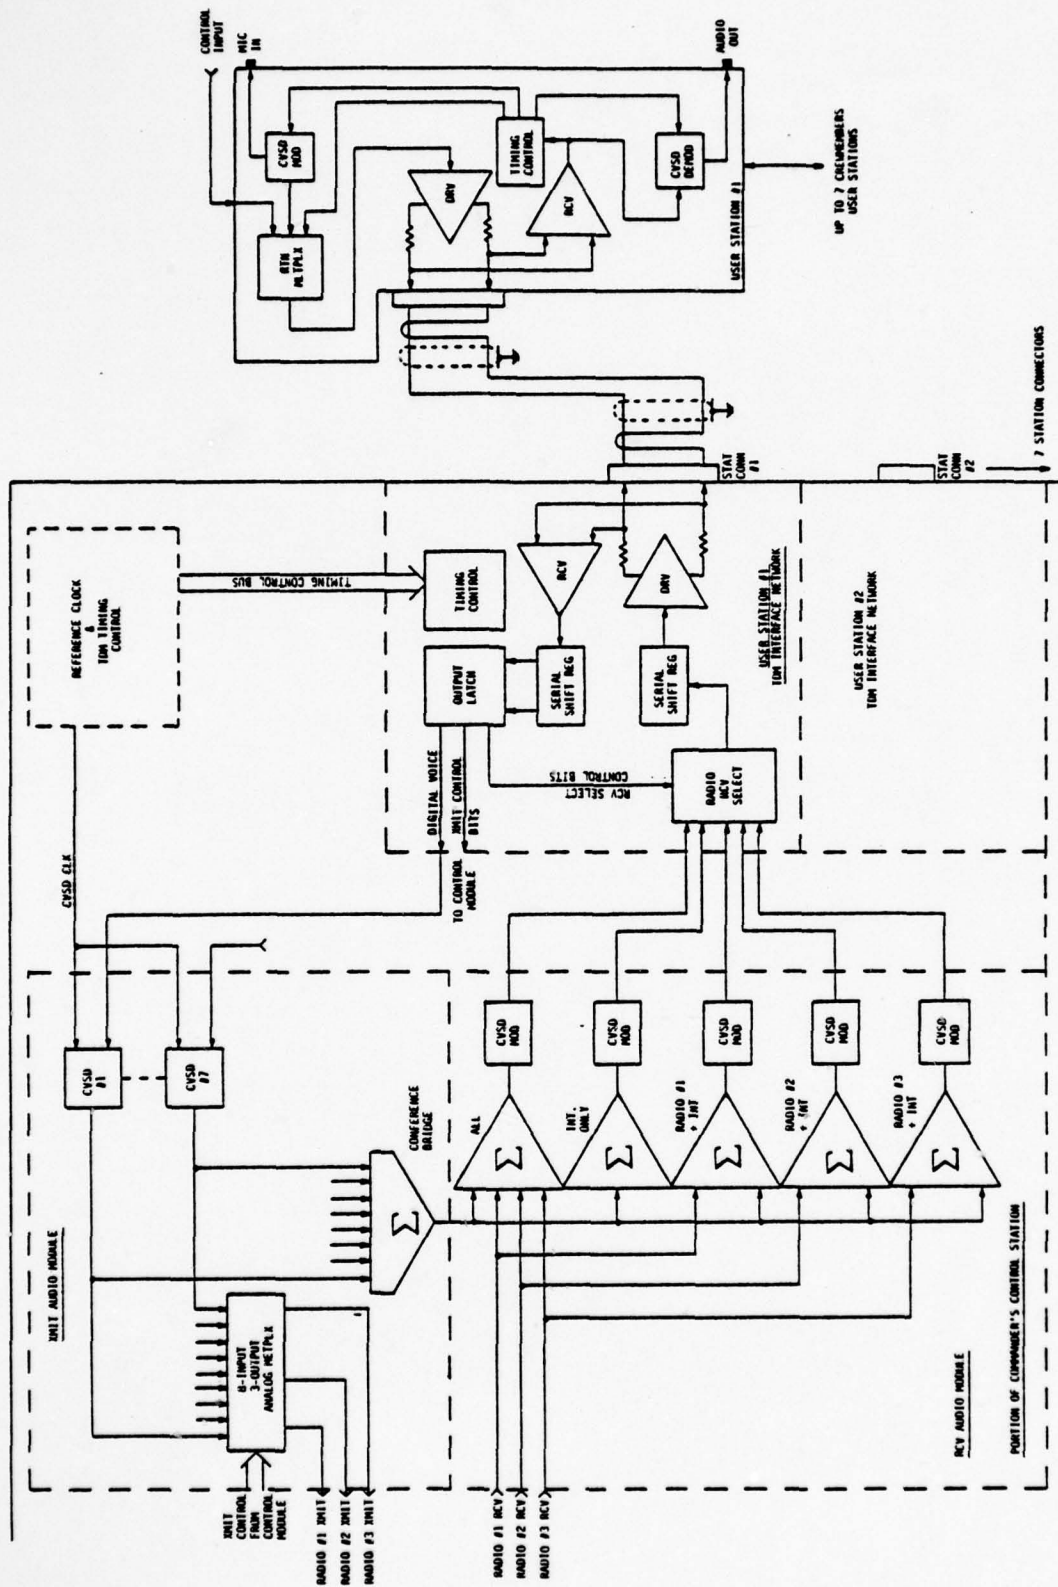 CONTROL
INPUT
MIC
IN
CVSD
MOD
RTN
MLTPLX
DRV
TIMING
CONTROL
RCV
CVSD
DEMOD
AUDIO
OUT
USER STATION #1
UP TO 7 CREWMEMBERS
USER STATIONS
REFERENCE CLOCK
&
TDM TIMING
CONTROL
TIMING CONTROL BUS
TIMING
CONTROL
OUTPUT
LATCH
RCV
SERIAL
SHIFT REG
DRV
SERIAL
SHIFT REG
RADIO
RCV
SELECT
RCV SELECT
CONTROL BITS
STAT
CONN
#1
STAT
CONN
#2
7 STATION CONNECTORS
USER STATION #1
TDM INTERFACE NETWORK
USER STATION #2
TDM INTERFACE NETWORK
CVSD CLK
DIGITAL VOICE
XMIT CONTROL
BITS
TO CONTROL
MODULE
XMIT AUDIO MODULE
CVSD
#1
CVSD
#7
8-INPUT
3-OUTPUT
ANALOG METPLX
CONFERENCE
BRIDGE
Σ
XMIT
CONTROL
FROM
CONTROL
MODULE
RADIO #1 XMIT
RADIO #2 XMIT
RADIO #3 XMIT
RADIO #1 RCV
RADIO #2 RCV
RADIO #3 RCV
ALL
Σ
CVSD
MOD
INT.
ONLY
Σ
CVSD
MOD
RADIO #1
+ INT
Σ
CVSD
MOD
RADIO #2
+ INT
Σ
CVSD
MOD
RADIO #3
+ INT
Σ
CVSD
MOD
RCV AUDIO MODULE
PORTION OF COMMANDER'S CONTROL STATION